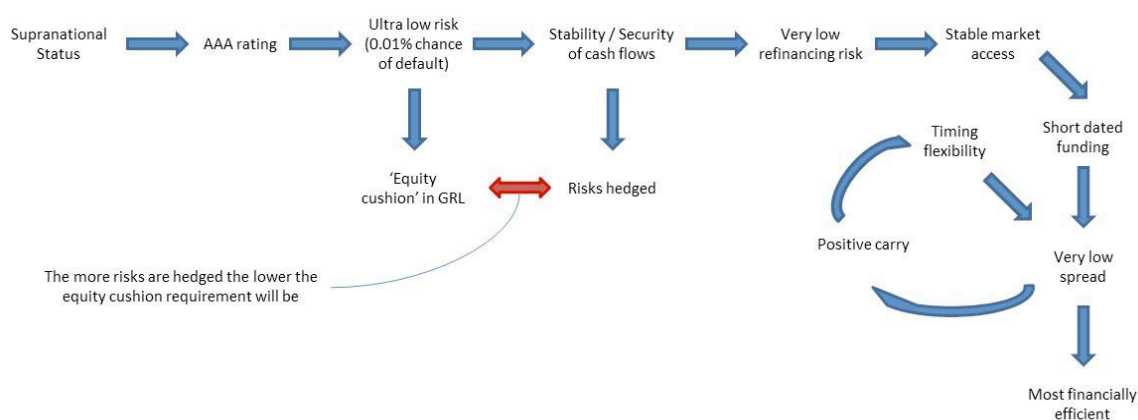 Supranational
Status
AAA rating
Ultra low risk
(0.01% chance
of default)
Stability / Security
of cash flows
Very low
refinancing risk
Stable market
access
Timing
flexibility
Short dated
funding
‘Equity
cushion’ in GRL
Risks hedged
Positive carry
Very low
spread
The more risks are hedged the lower the
equity cushion requirement will be
Most financially
efficient